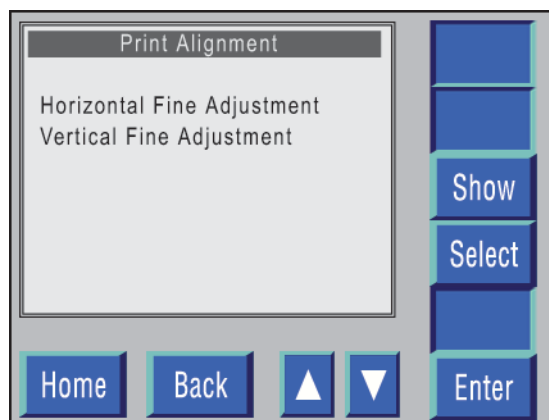 Print Alignment
Horizontal Fine Adjustment
Vertical Fine Adjustment
Show
Select
Home
Back
Enter